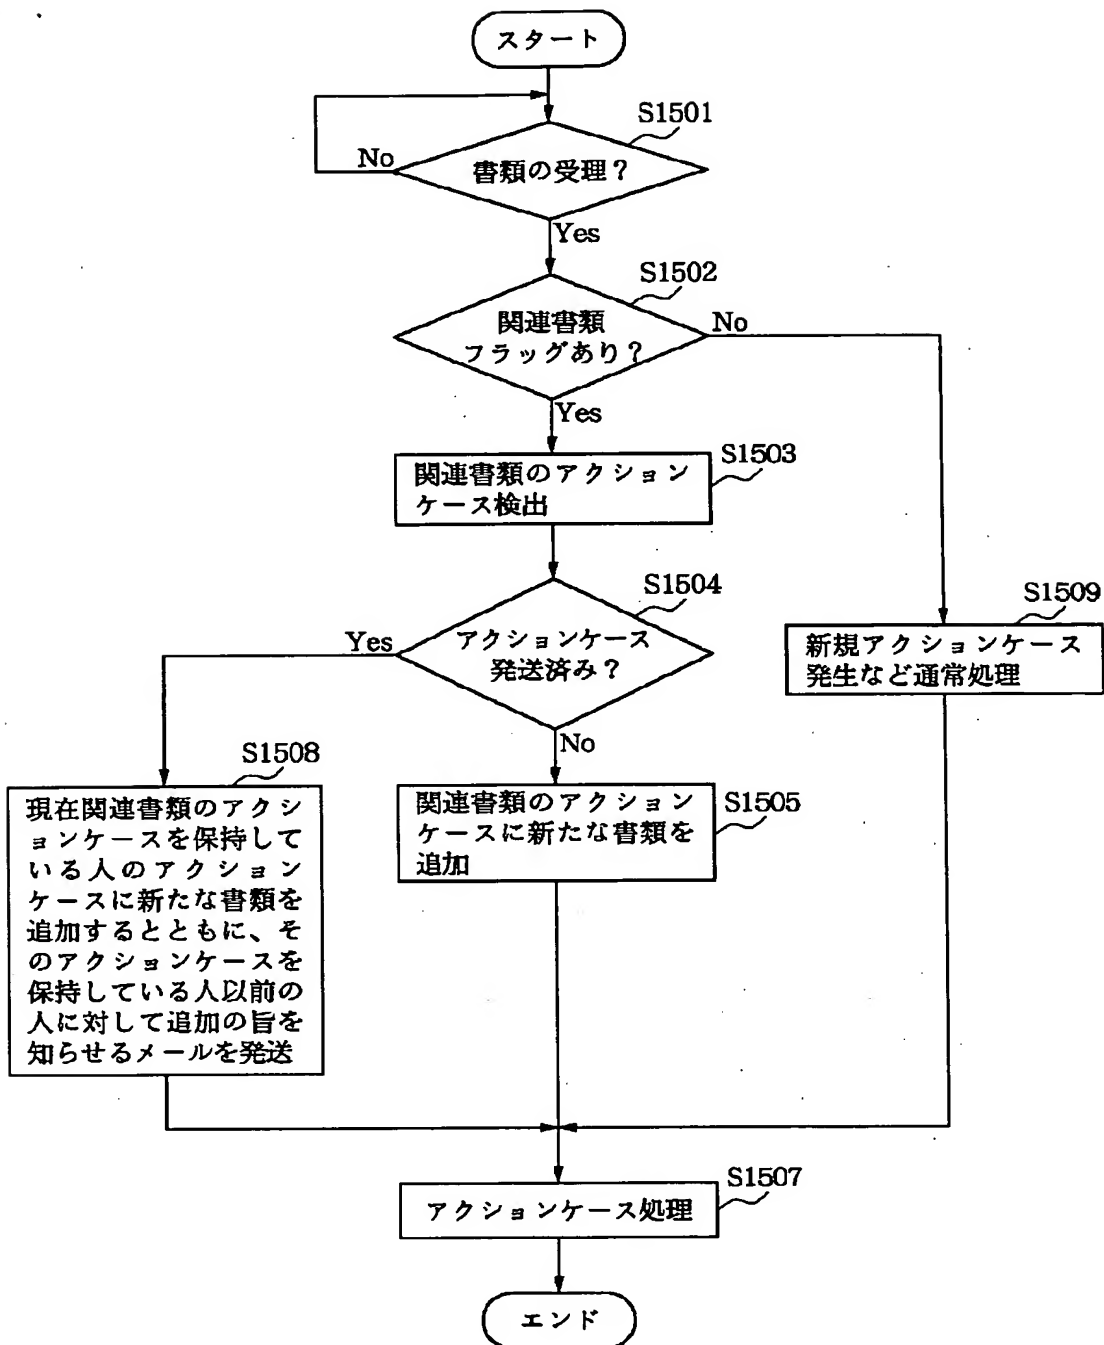 スタート
S1501
書類の受理？
No
Yes
S1502
関連書類
フラッグあり？
No
Yes
S1503
関連書類のアクション
ケース検出
S1504
アクションケース
発送済み？
Yes
No
S1509
新規アクションケース
発生など通常処理
S1508
現在関連書類のアクシ
ョンケースを保持して
いる人のアクション
ケースに新たな書類を
追加するとともに、そ
のアクションケースを
保持している人以前の
人に対して追加の旨を
知らせるメールを発送
S1505
関連書類のアクション
ケースに新たな書類を
追加
S1507
アクションケース処理
エンド